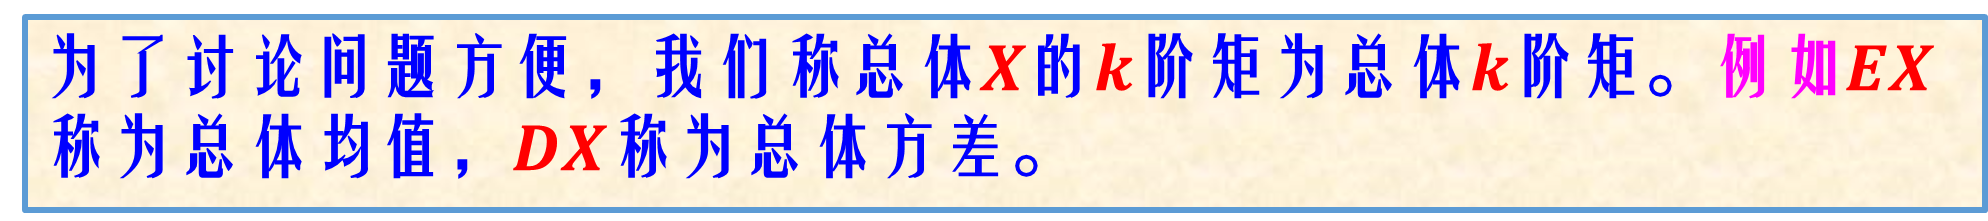 为了讨论问题方便，我们称总体X的k阶矩为总体k阶矩。例如EX
称为总体均值，DX称为总体方差。